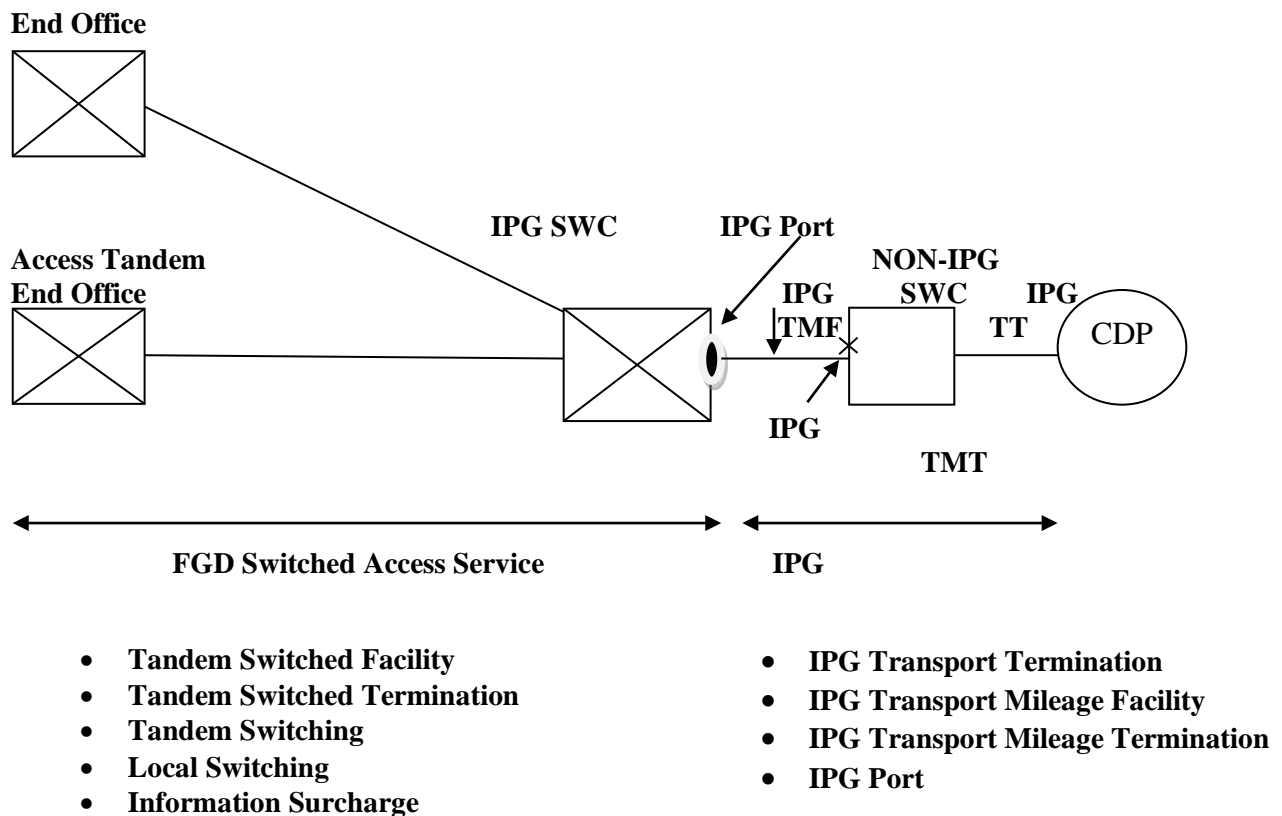 End Office
IPG SWC
IPG Port
Access Tandem
End Office
NON-IPG
SWC
IPG
TMF
IPG
TT
CDP
IPG
TMT
FGD Switched Access Service
IPG
• Tandem Switched Facility
• Tandem Switched Termination
• Tandem Switching
• Local Switching
• Information Surcharge
• IPG Transport Termination
• IPG Transport Mileage Facility
• IPG Transport Mileage Termination
• IPG Port